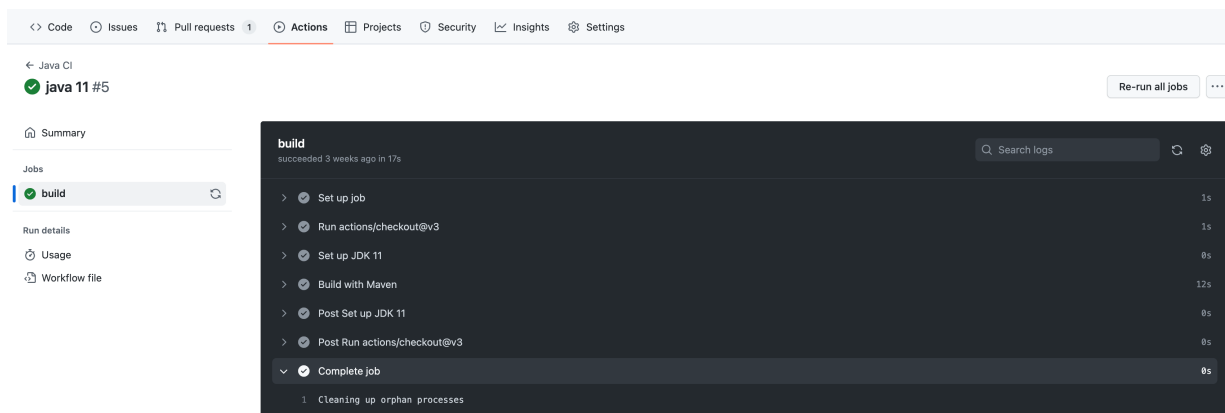 Code Issues Pull requests 1 Actions Projects Security Insights Settings
Java CI
java 11 #5
Re-run all jobs
Summary
Jobs
build
Run details
Usage
Workflow file
build
succeeded 3 weeks ago in 17s
Search logs
Set up job 1s
Run actions/checkout@v3 1s
Set up JDK 11 0s
Build with Maven 12s
Post Set up JDK 11 0s
Post Run actions/checkout@v3 0s
Complete job 0s
1 Cleaning up orphan processes